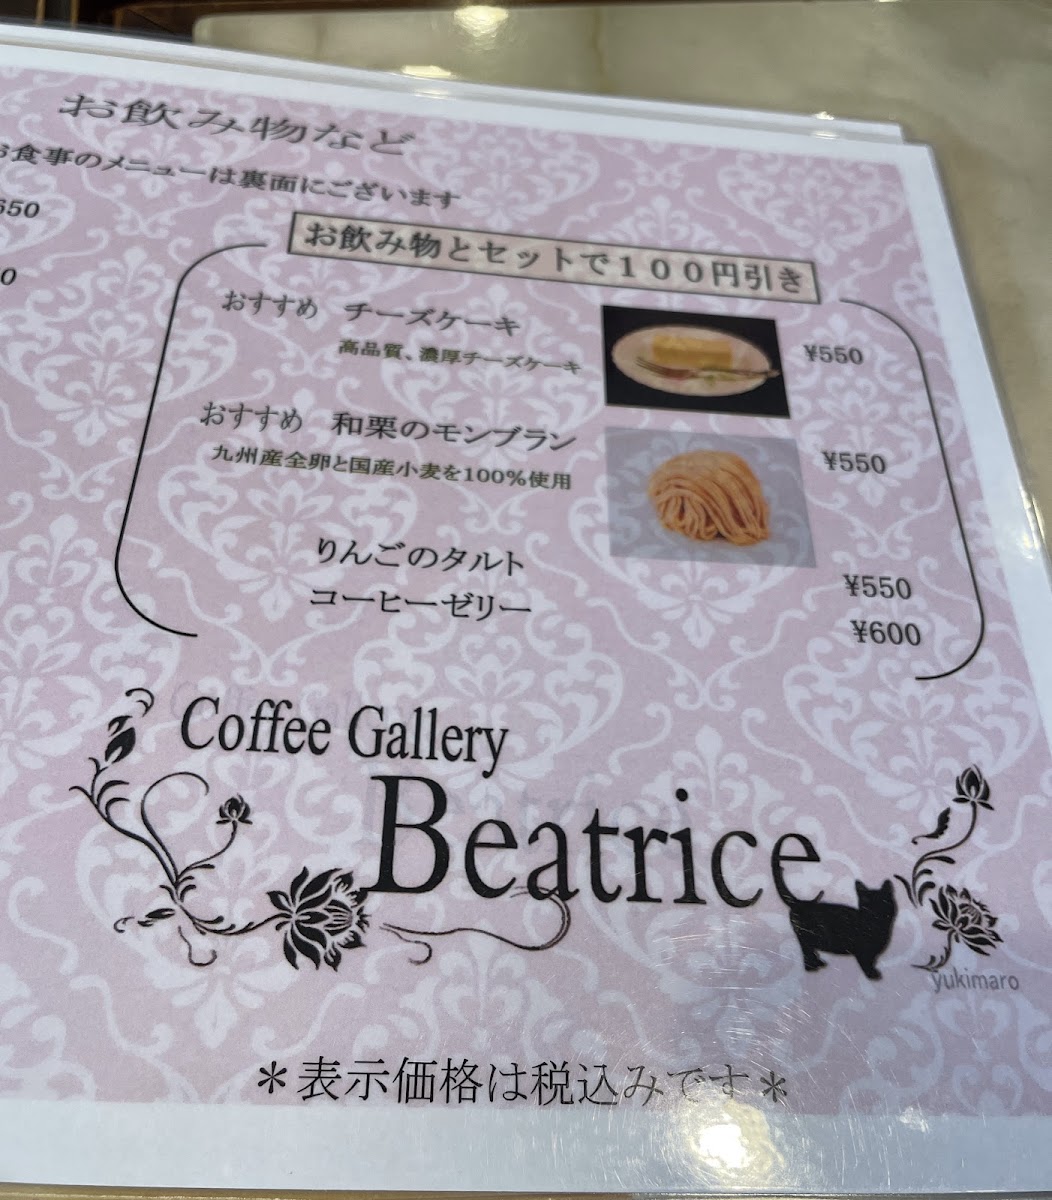 お飲み物など
お食事のメニューは裏面にございます
650
0
お飲み物とセットで１００円引き
おすすめ チーズケーキ ¥550
高品質、濃厚チーズケーキ
おすすめ 和栗のモンブラン ¥550
九州産全卵と国産小麦を100%使用
りんごのタルト ¥550
コーヒーゼリー ¥600
Coffee Gallery
Beatrice
yukimaro
＊表示価格は税込みです＊